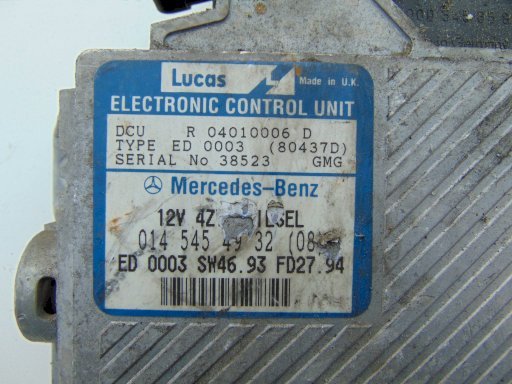 Lucas Made in U.K.
ELECTRONIC CONTROL UNIT
DCU R 04010006 D
TYPE ED 0003 (80437D)
SERIAL No 38523 GMG
Mercedes-Benz
12V
014 545 49 32
ED 0003 SW46.93 FD27.94